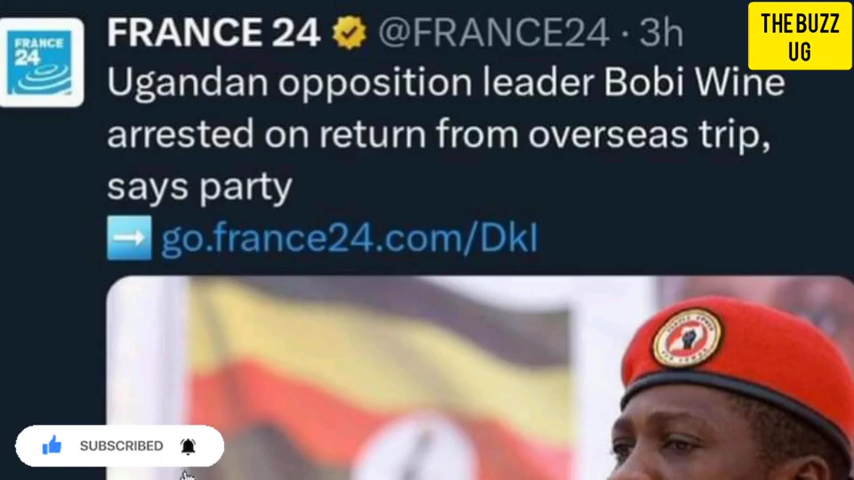 FRANCE 24 @FRANCE24 · 3h
THE BUZZ
UG
FRANCE
24
Ugandan opposition leader Bobi Wine
arrested on return from overseas trip,
says party
go.france24.com/Dkl
SUBSCRIBED